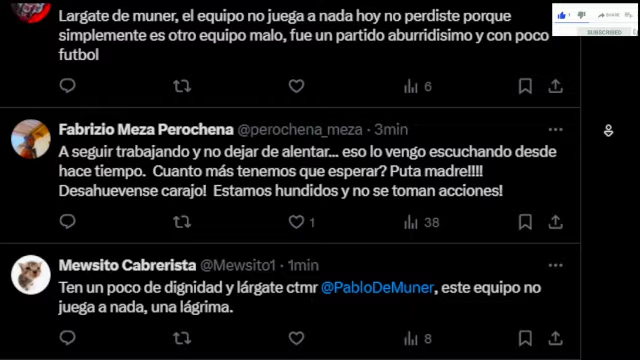 Largate de muner, el equipo no juega a nada hoy no perdiste porque
simplemente es otro equipo malo, fue un partido aburridisimo y con poco
futbol
6
Fabrizio Meza Perochena @perochena_meza · 3min
A seguir trabajando y no dejar de alentar... eso lo vengo escuchando desde
hace tiempo. Cuanto más tenemos que esperar? Puta madre!!!!
Desahuevense carajo! Estamos hundidos y no se toman acciones!
1 38
Mewsito Cabrerista @Mewsito1 · 1min
Ten un poco de dignidad y lárgate ctmr @PabloDeMuner, este equipo no
juega a nada, una lágrima.
8
SHARE
SUBSCRIBED